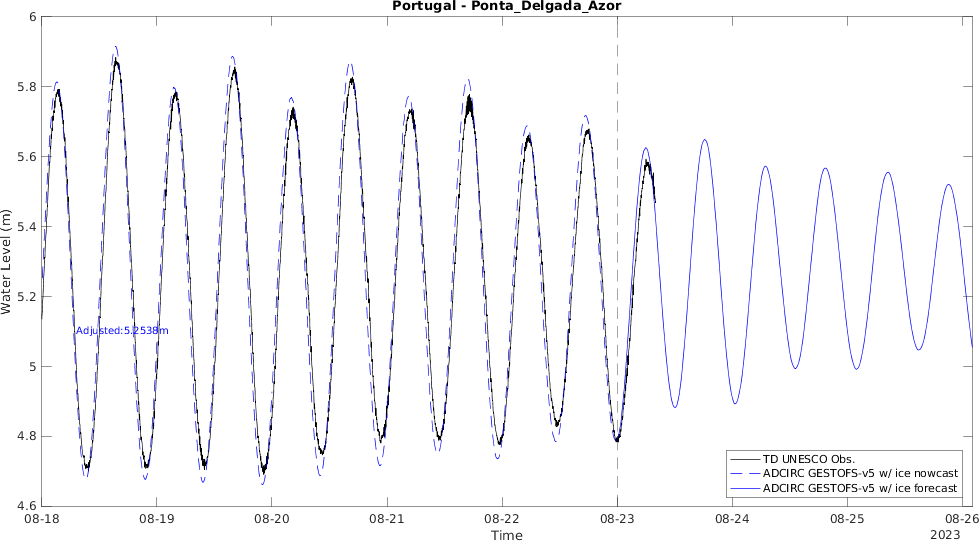 Portugal - Ponta_Delgada_Azor
6
5.8
5.6
5.4
5.2
5
4.8
4.6
Water Level (m)
Adjusted:5.2538m
TD UNESCO Obs.
ADCIRC GESTOFS-v5 w/ ice nowcast
ADCIRC GESTOFS-v5 w/ ice forecast
08-18 08-19 08-20 08-21 08-22 08-23 08-24 08-25 08-26
Time 2023